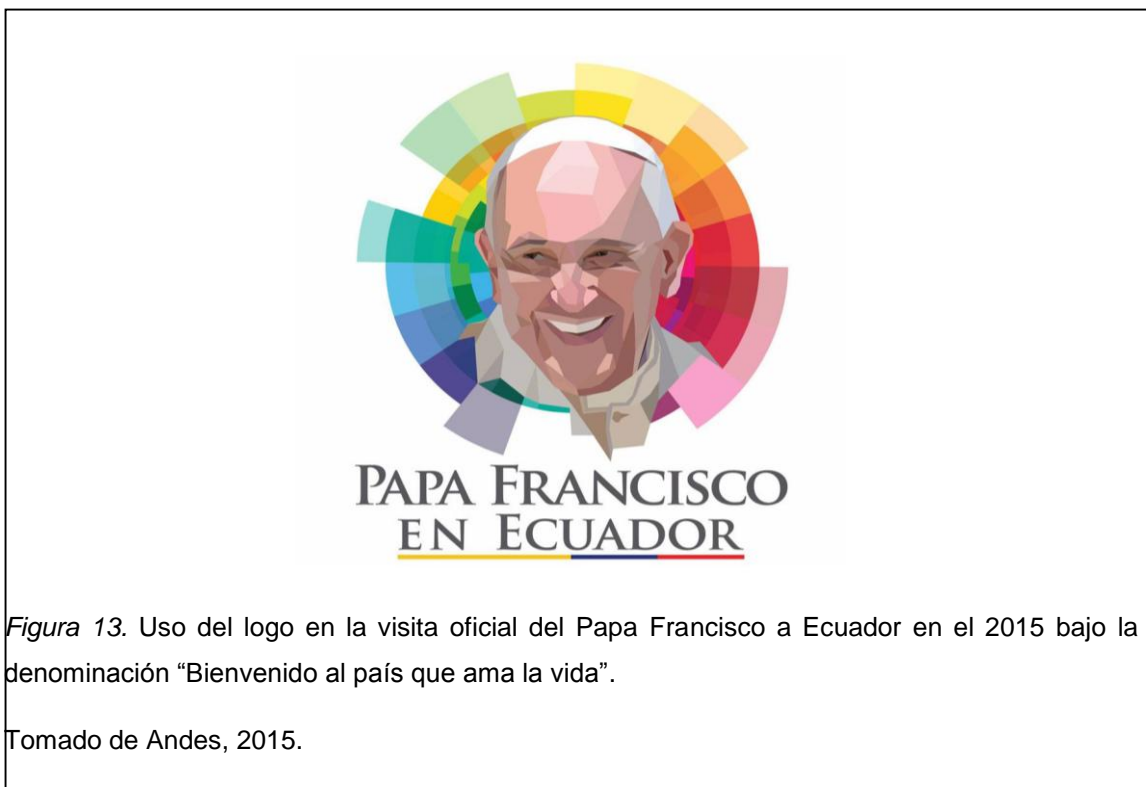 PAPA FRANCISCO
EN ECUADOR
Figura 13. Uso del logo en la visita oficial del Papa Francisco a Ecuador en el 2015 bajo la
denominación “Bienvenido al país que ama la vida”.
Tomado de Andes, 2015.